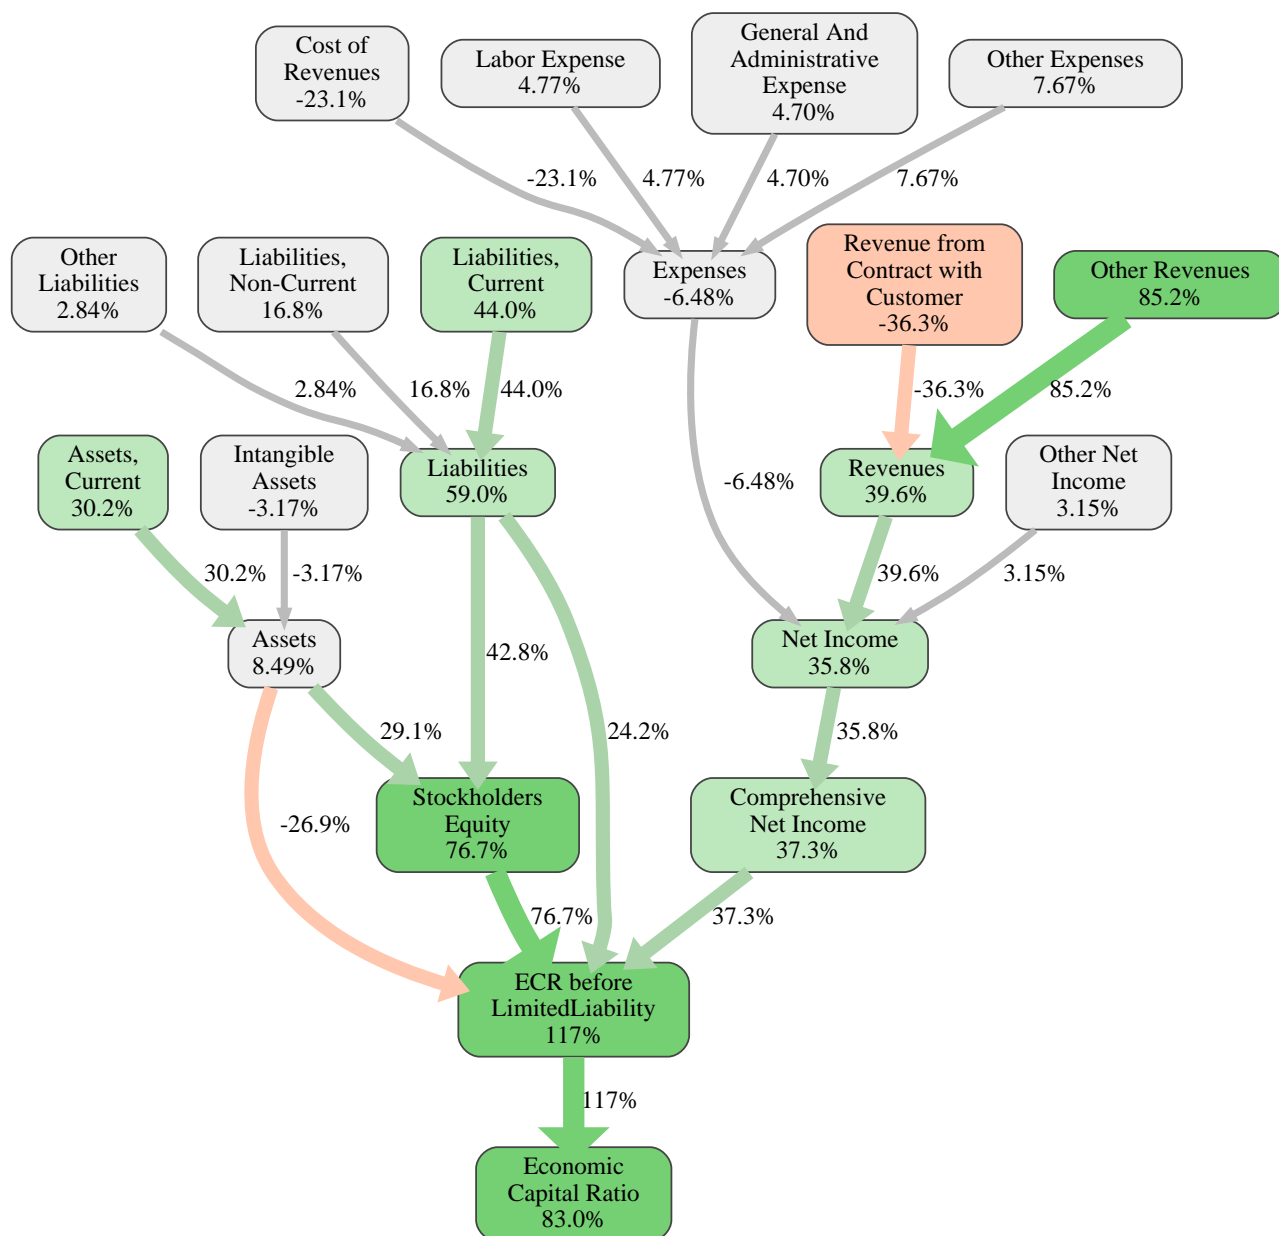 Cost of
Revenues
-23.1%
Labor Expense
4.77%
General And
Administrative
Expense
4.70%
Other Expenses
7.67%
-23.1%
4.77%
4.70%
7.67%
Other
Liabilities
2.84%
Liabilities,
Non-Current
16.8%
Liabilities,
Current
44.0%
Expenses
-6.48%
Revenue from
Contract with
Customer
-36.3%
Other Revenues
85.2%
2.84%
16.8%
44.0%
-36.3%
85.2%
Assets,
Current
30.2%
Intangible
Assets
-3.17%
Liabilities
59.0%
-6.48%
Revenues
39.6%
Other Net
Income
3.15%
30.2%
-3.17%
39.6%
3.15%
Assets
8.49%
42.8%
Net Income
35.8%
29.1%
24.2%
35.8%
-26.9%
Stockholders
Equity
76.7%
Comprehensive
Net Income
37.3%
76.7%
37.3%
ECR before
LimitedLiability
117%
117%
Economic
Capital Ratio
83.0%